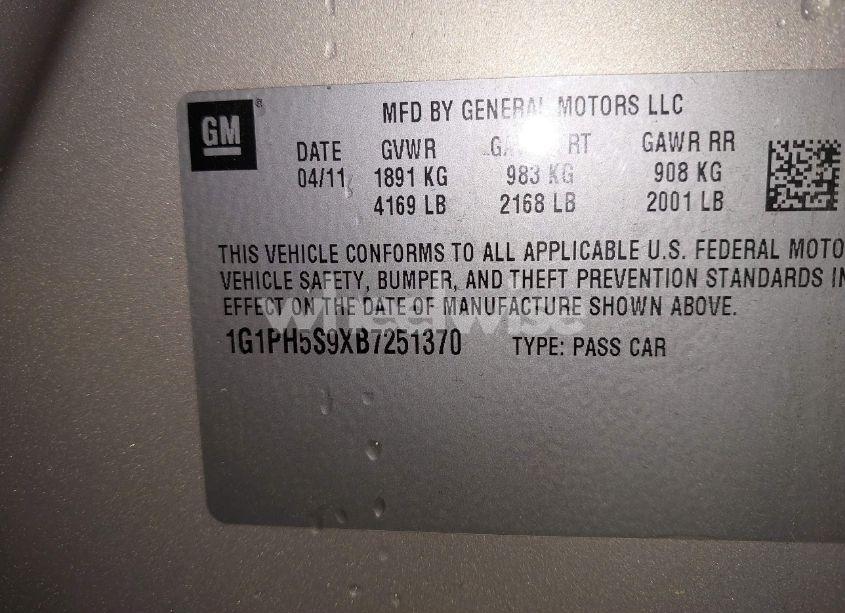 GM
MFD BY GENERAL MOTORS LLC
DATE GVWR RT GAWR RR
04/11 1891 KG 983 KG 908 KG
4169 LB 2168 LB 2001 LB
THIS VEHICLE CONFORMS TO ALL APPLICABLE U.S. FEDERAL
VEHICLE SAFETY, BUMPER, AND THEFT PREVENTION STANDARDS
EFFECT ON THE DATE OF MANUFACTURE SHOWN ABOVE.
1G1PH5S9XB7251370 TYPE: PASS CAR